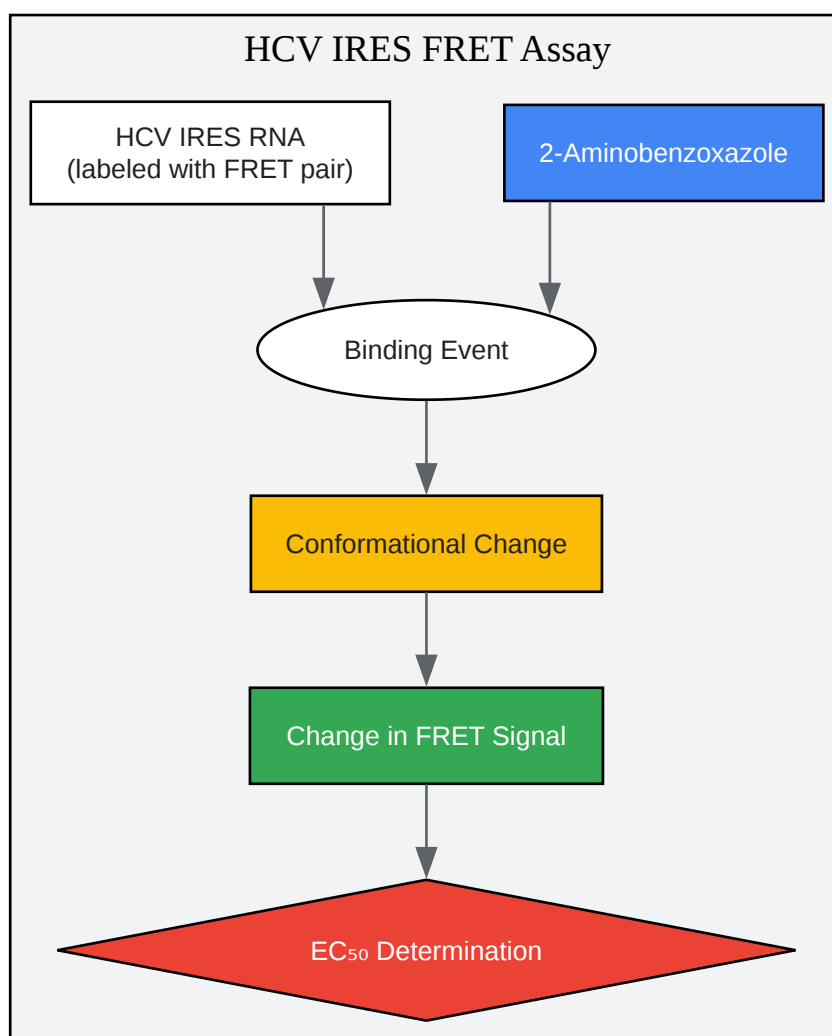 HCV IRES FRET Assay
HCV IRES RNA
(labeled with FRET pair)
2-Aminobenzoxazole
Binding Event
Conformational Change
Change in FRET Signal
EC₅₀ Determination